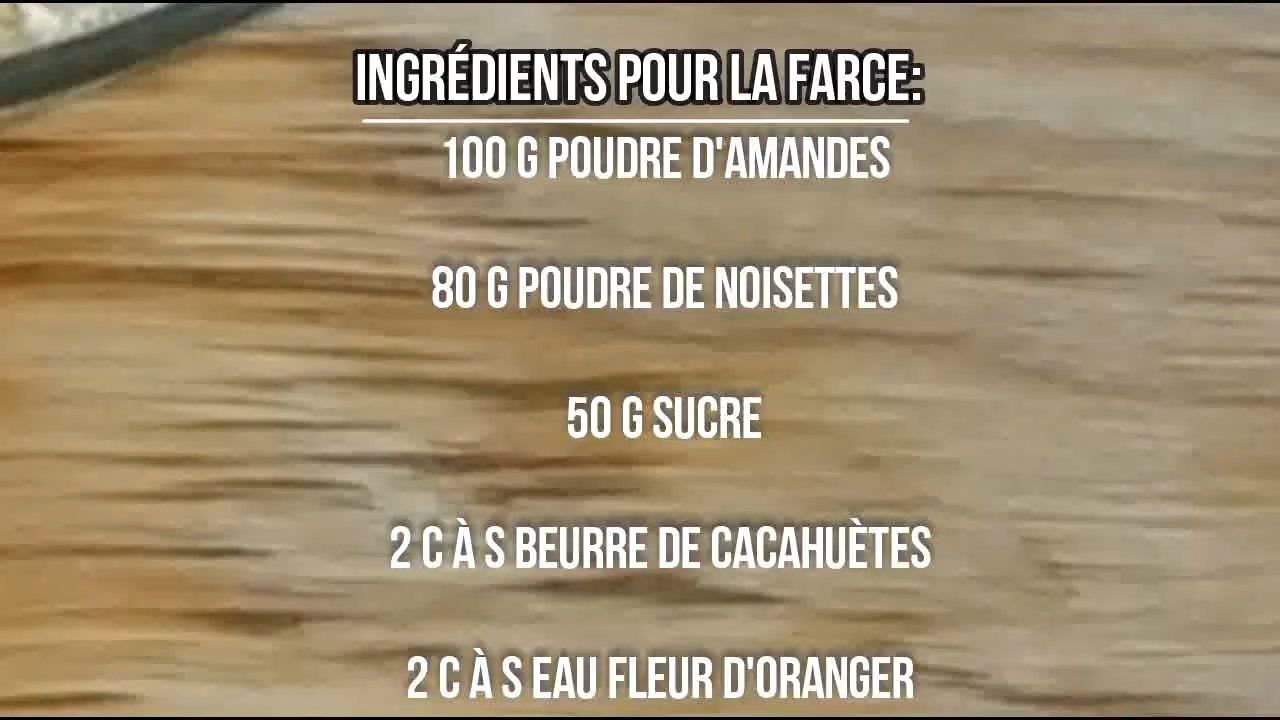 INGRÉDIENTS POUR LA FARCE:
100 G POUDRE D'AMANDES
80 G POUDRE DE NOISETTES
50 G SUCRE
2 C À S BEURRE DE CACAHUÈTES
2 C À S EAU FLEUR D'ORANGER